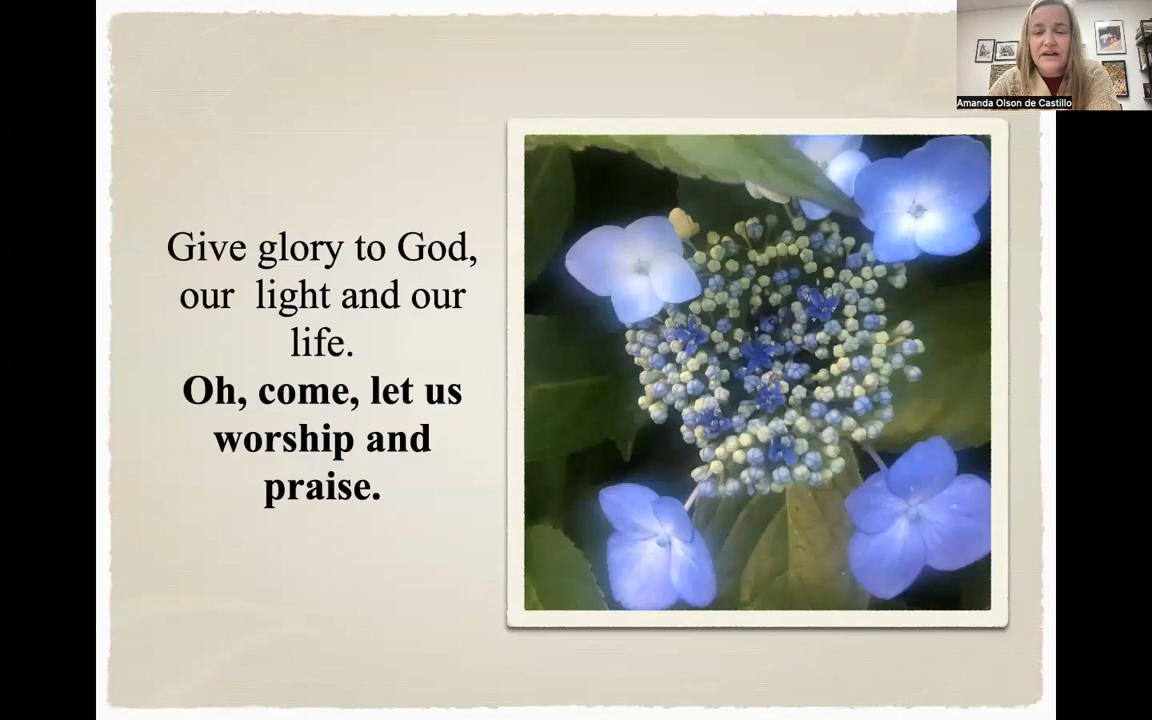 Amanda Olson de Castillo
Give glory to God,
our light and our
life.
Oh, come, let us
worship and
praise.